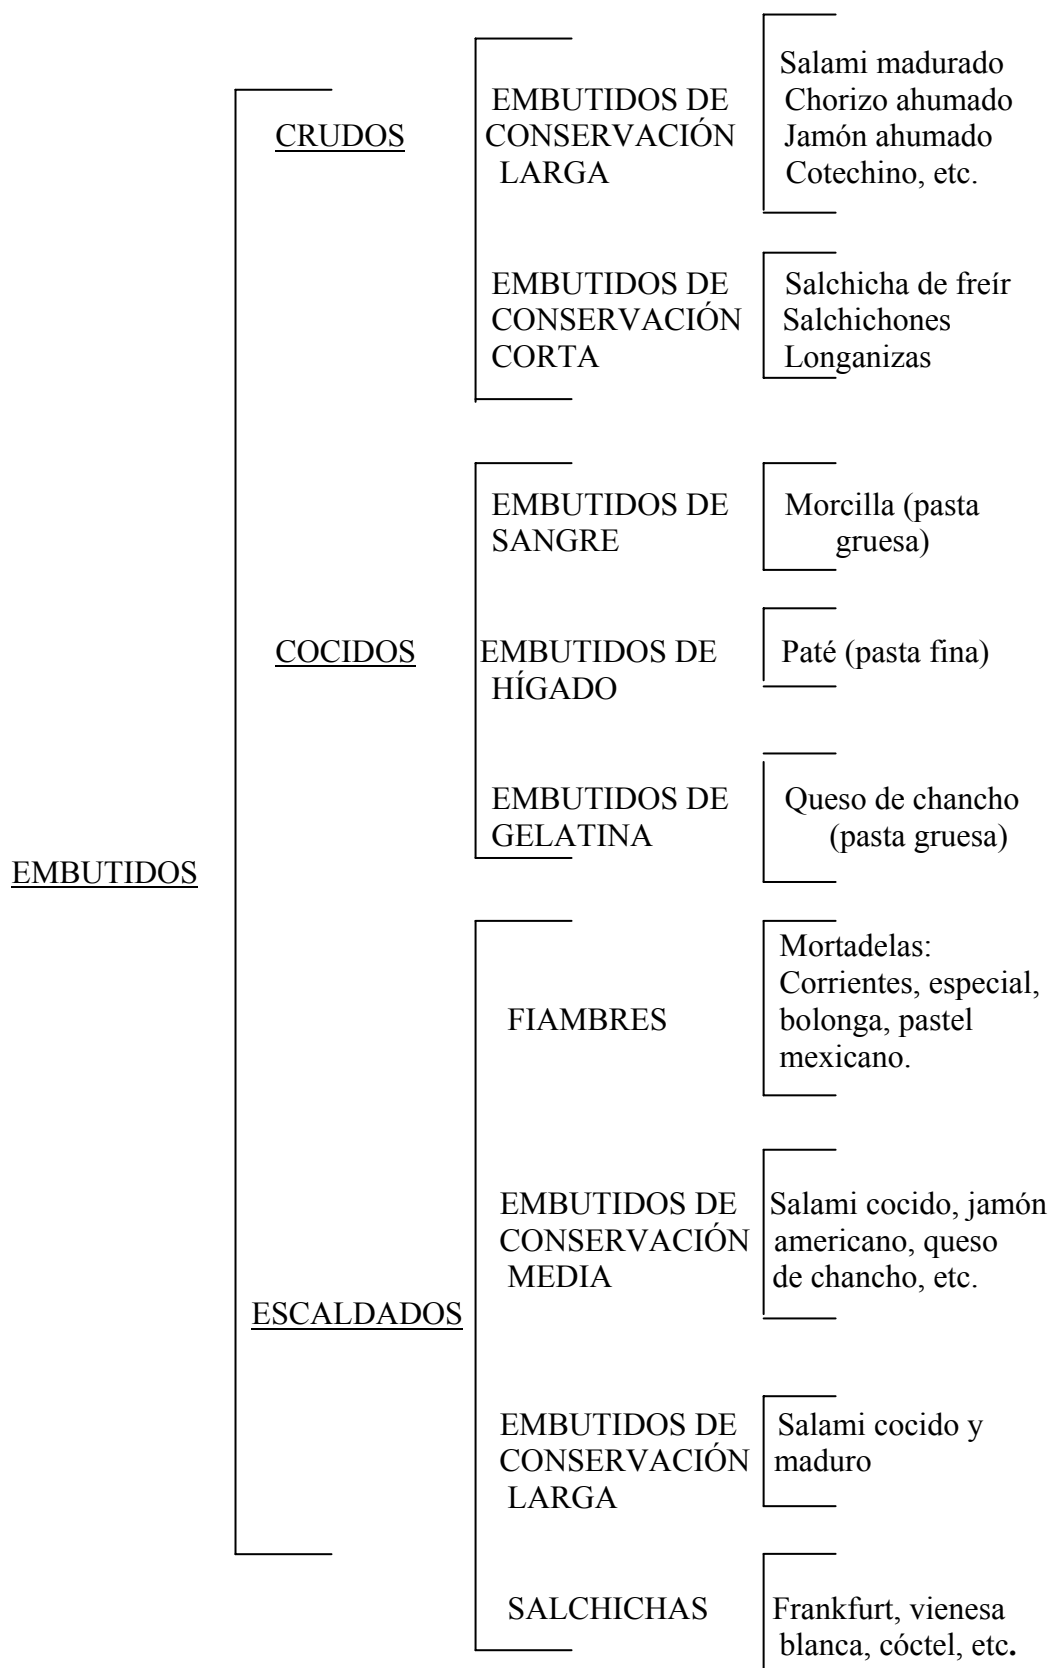 EMBUTIDOS
CRUDOS
EMBUTIDOS DE
CONSERVACIÓN
LARGA
Salami madurado
Chorizo ahumado
Jamón ahumado
Cotechino, etc.
EMBUTIDOS DE
CONSERVACIÓN
CORTA
Salchicha de freír
Salchichones
Longanizas
COCIDOS
EMBUTIDOS DE
SANGRE
Morcilla (pasta
gruesa)
EMBUTIDOS DE
HÍGADO
Paté (pasta fina)
EMBUTIDOS DE
GELATINA
Queso de chancho
(pasta gruesa)
ESCALDADOS
FIAMBRES
Mortadelas:
Corrientes, especial,
bolonga, pastel
mexicano.
EMBUTIDOS DE
CONSERVACIÓN
MEDIA
Salami cocido, jamón
americano, queso
de chancho, etc.
EMBUTIDOS DE
CONSERVACIÓN
LARGA
Salami cocido y
maduro
SALCHICHAS
Frankfurt, vienesa
blanca, cóctel, etc.